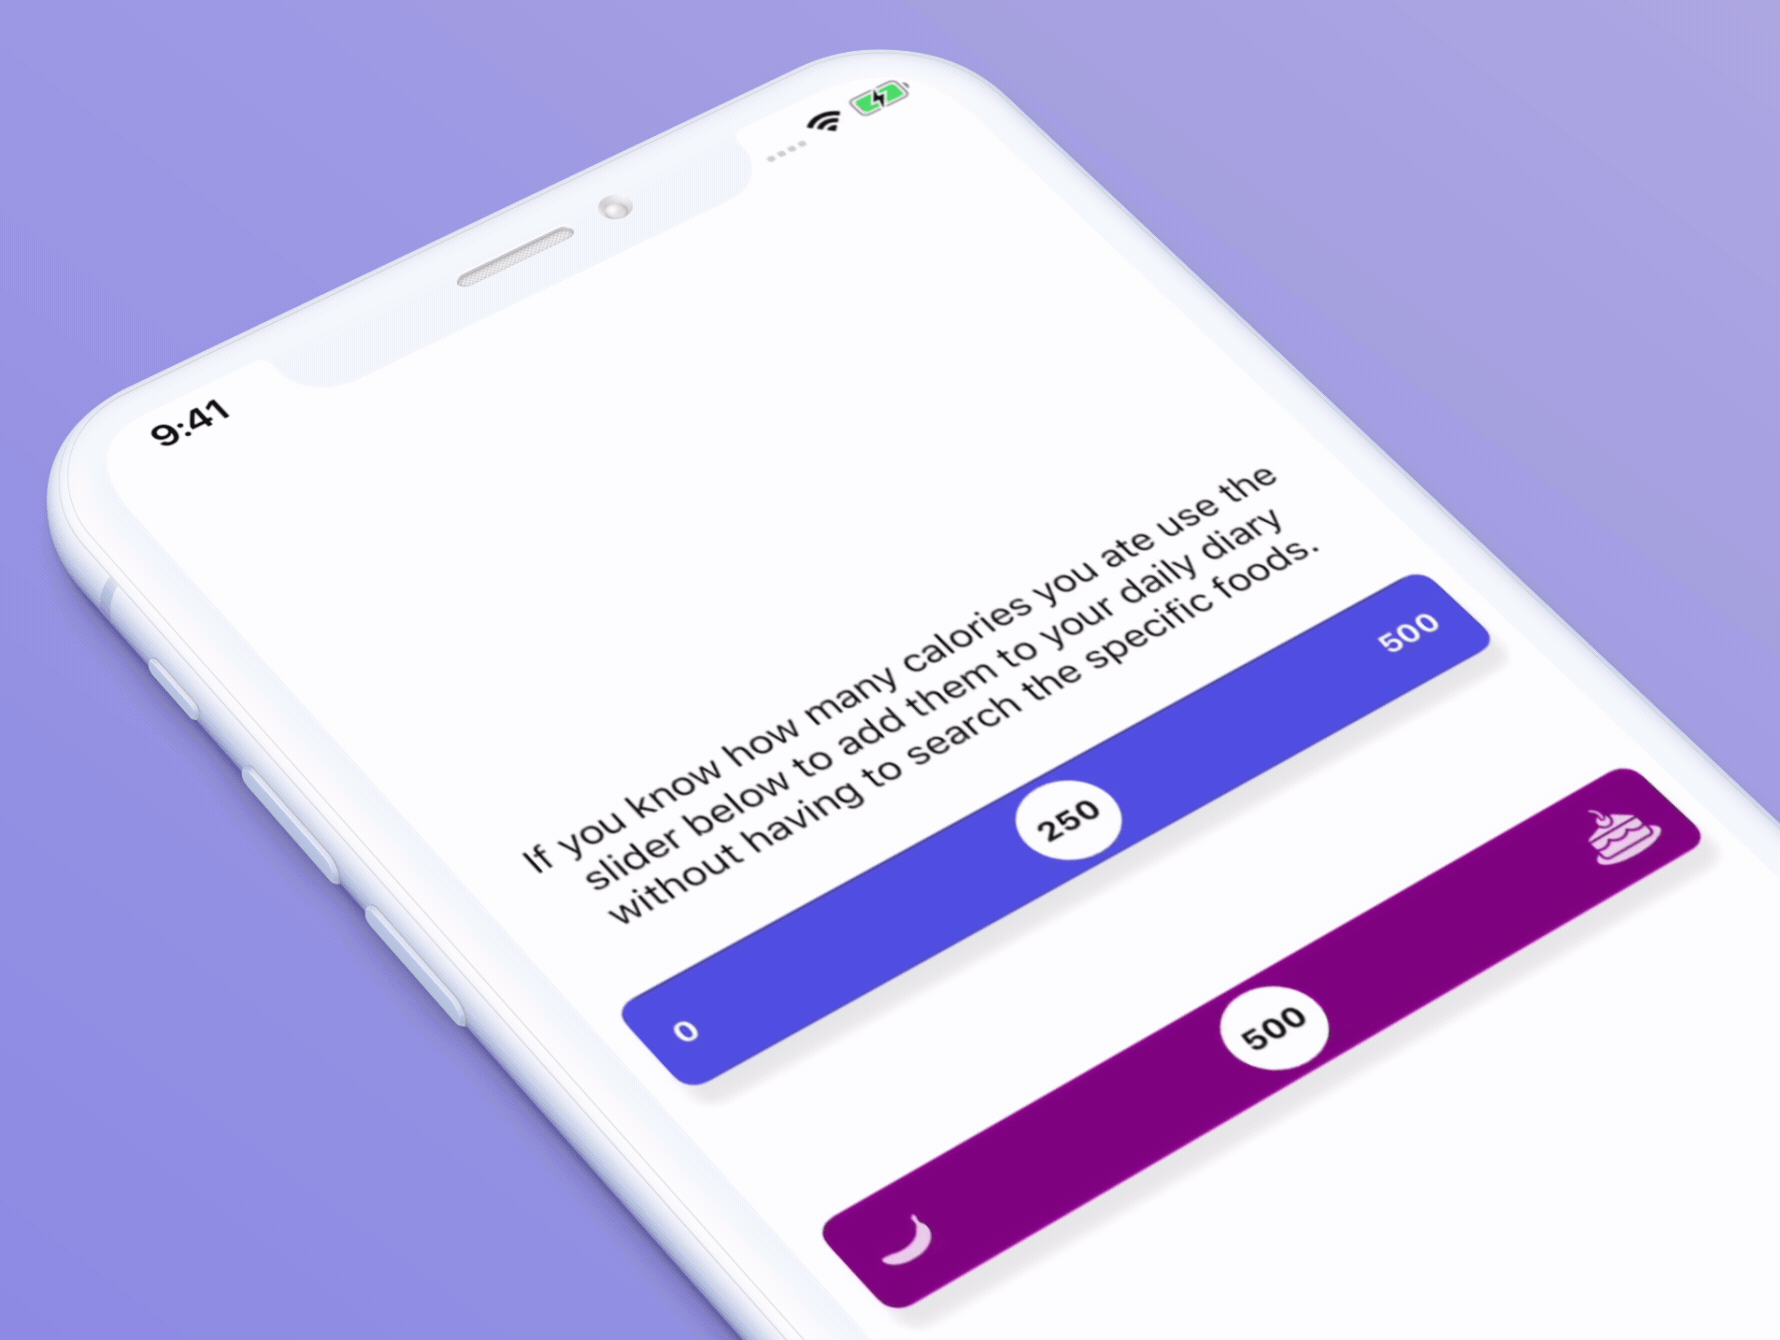 9:41
If you know how many calories you ate use the
slider below to add them to your daily diary
without having to search the specific foods.
0 250 500
500